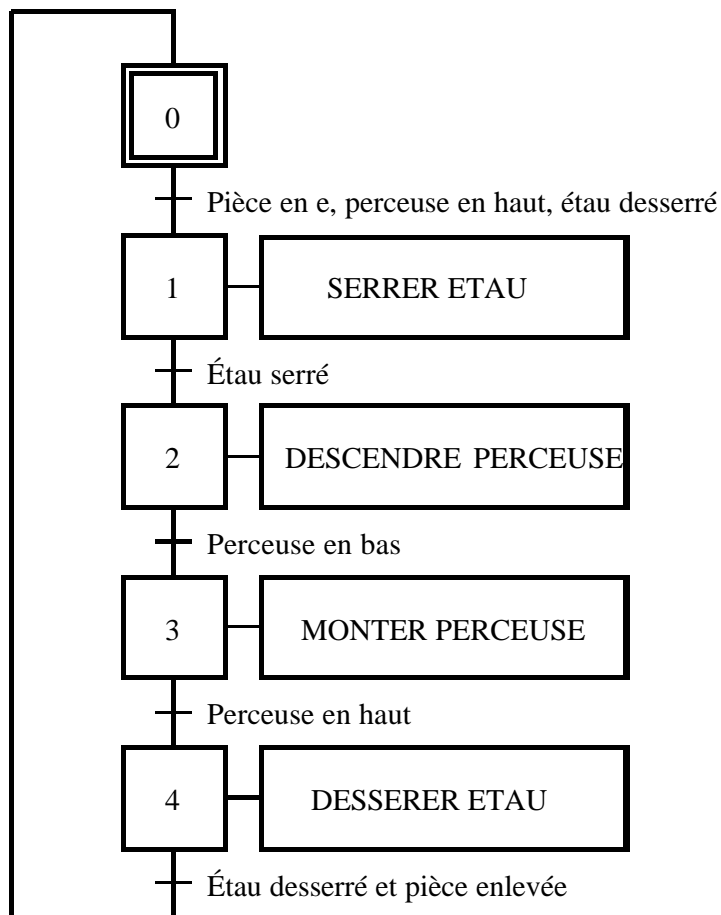 0
Pièce en e, perceuse en haut, étau desserré
1 SERRER ETAU
Étau serré
2 DESCENDRE PERCEUSE
Perceuse en bas
3 MONTER PERCEUSE
Perceuse en haut
4 DESSERER ETAU
Étau desserré et pièce enlevée